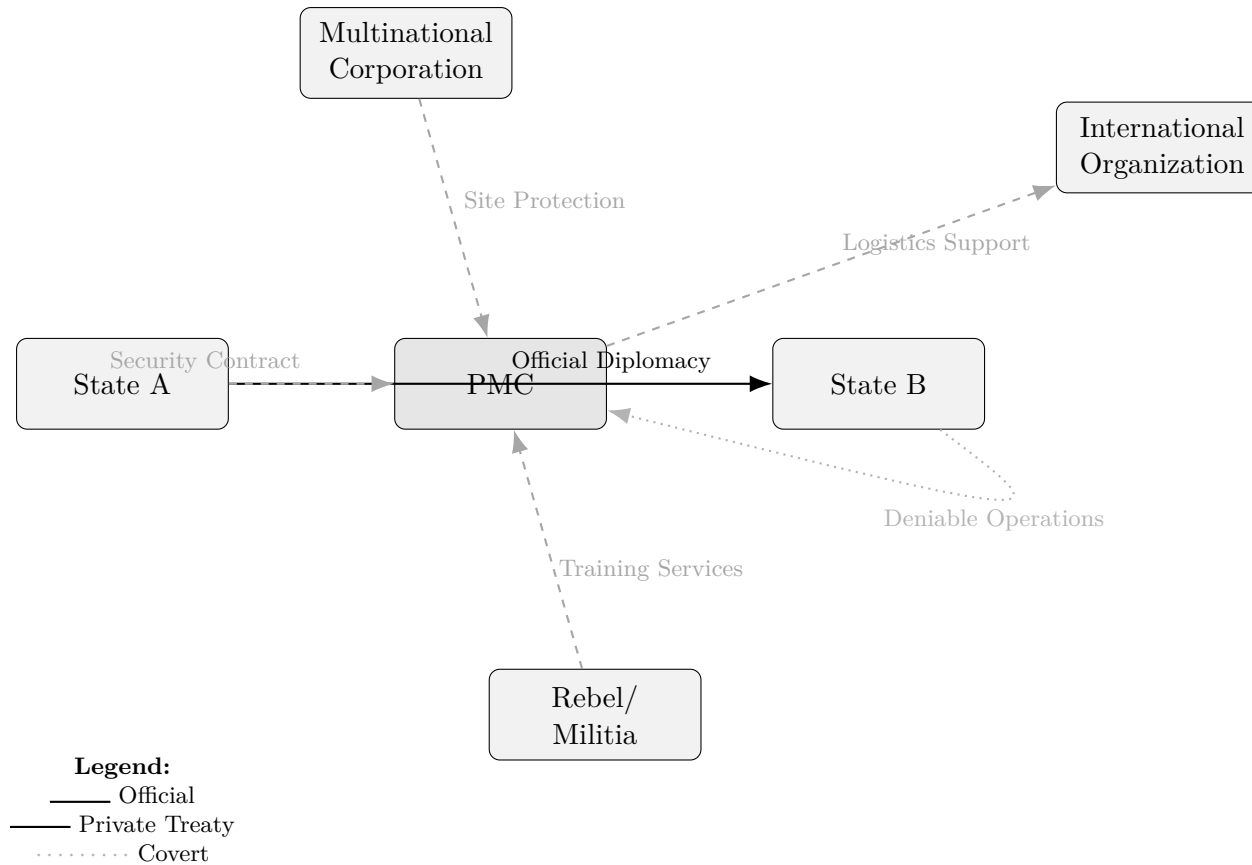 Multinational
Corporation
International
Organization
Site Protection
Logistics Support
Security Contract
Official Diplomacy
State A
PMC
State B
Deniable Operations
Training Services
Rebel/
Militia
Legend:
Official
Private Treaty
Covert